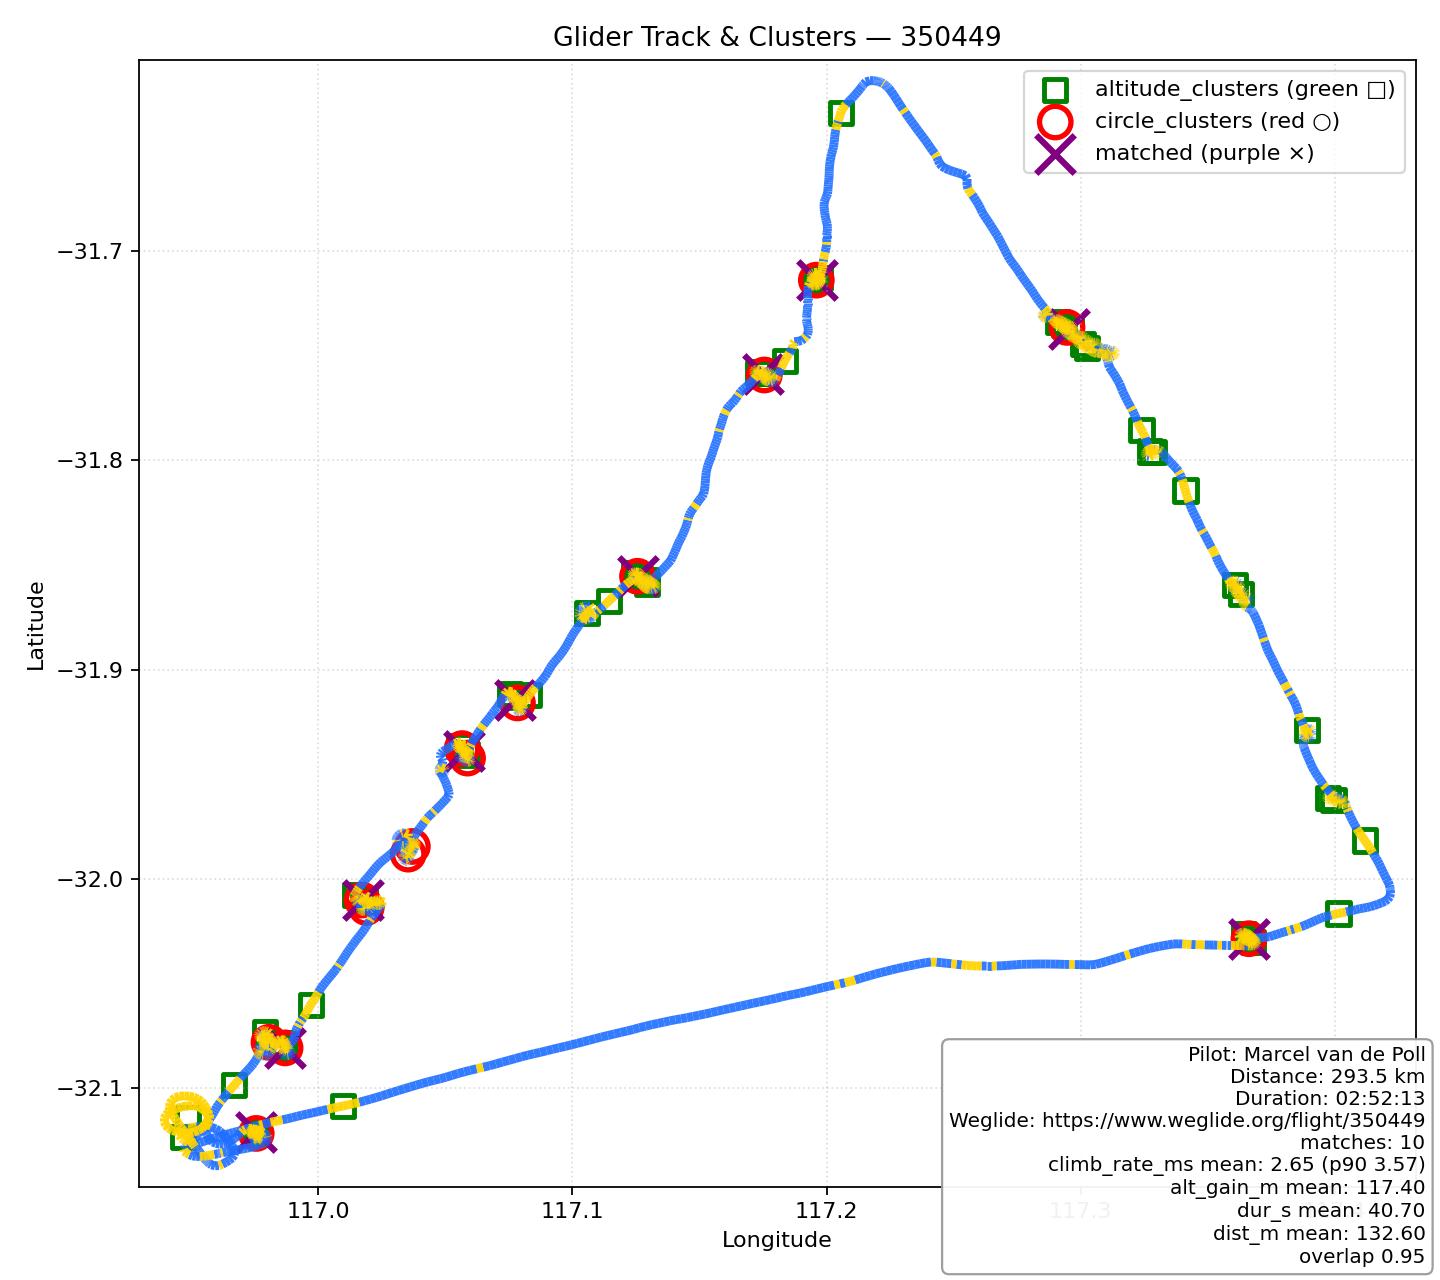 Glider Track & Clusters — 350449
altitude_clusters (green □)
circle_clusters (red ○)
matched (purple ×)
−31.7
−31.8
−31.9
−32.0
−32.1
Latitude
117.0
117.1
117.2
117.3
Longitude
Pilot: Marcel van de Poll
Distance: 293.5 km
Duration: 02:52:13
Weglide: https://www.weglide.org/flight/350449
matches: 10
climb_rate_ms mean: 2.65 (p90 3.57)
alt_gain_m mean: 117.40
dur_s mean: 40.70
dist_m mean: 132.60
overlap 0.95